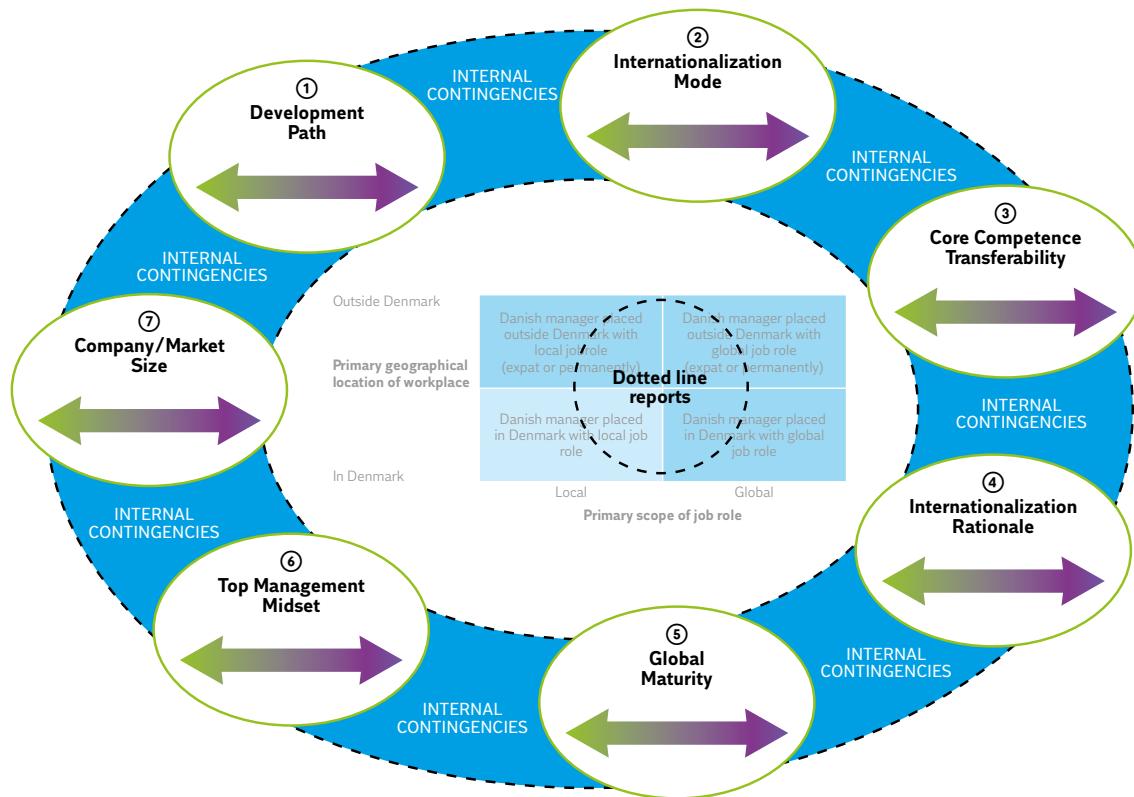 ①
Development
Path
INTERNAL
CONTINGENCIES
②
Internationalization
Mode
INTERNAL
CONTINGENCIES
③
Core Competence
Transferability
INTERNAL
CONTINGENCIES
④
Internationalization
Rationale
INTERNAL
CONTINGENCIES
⑤
Global
Maturity
INTERNAL
CONTINGENCIES
⑥
Top Management
Midset
INTERNAL
CONTINGENCIES
⑦
Company/Market
Size
INTERNAL
CONTINGENCIES
Outside Denmark
Primary geographical
location of workplace
In Denmark
Danish manager placed
outside Denmark with
local job role
(expat or permanently)
Danish manager placed
outside Denmark with
global job role
(expat or permanently)
Dotted line
reports
Danish manager placed
in Denmark with local job
role
Danish manager placed
in Denmark with global
job role
Local
Global
Primary scope of job role